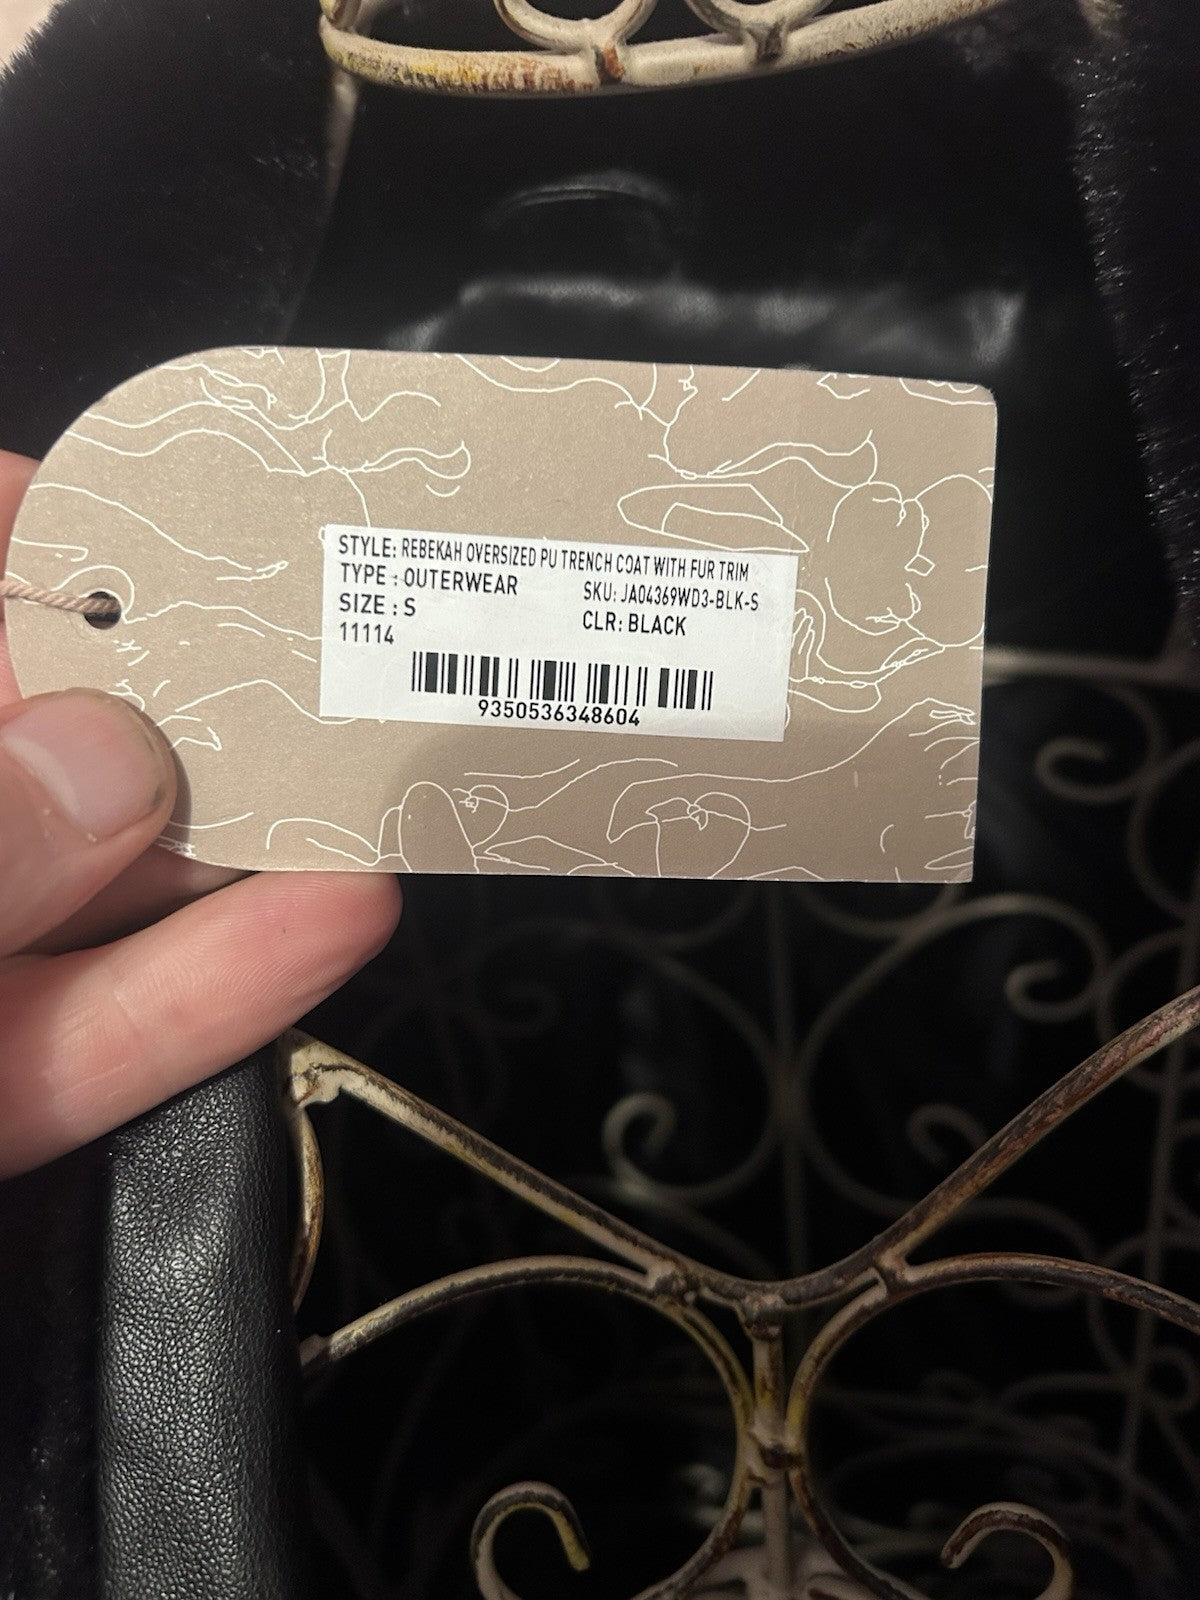 STYLE: REBEKAH OVERSIZED PU TRENCH COAT WITH FUR TRIM
TYPE : OUTERWEAR SKU: JA04369WD3-BLK-S
SIZE : S CLR: BLACK
11114
9350536348604